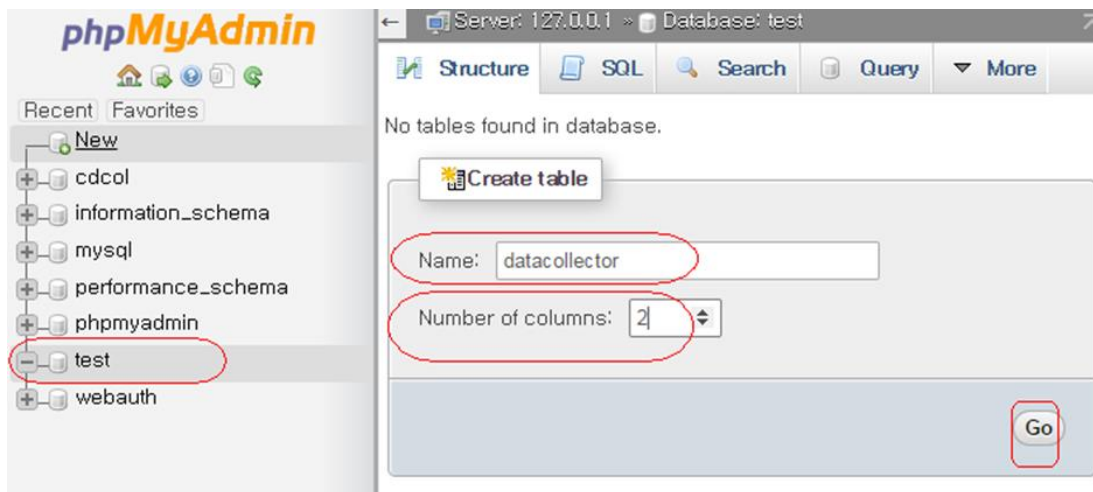 phpMyAdmin
Recent Favorites
New
cdcol
information_schema
mysql
performance_schema
phpmyadmin
test
webauth
Server: 127.0.0.1 » Database: test
Structure SQL Search Query More
No tables found in database.
Create table
Name: datacollector
Number of columns: 2
Go